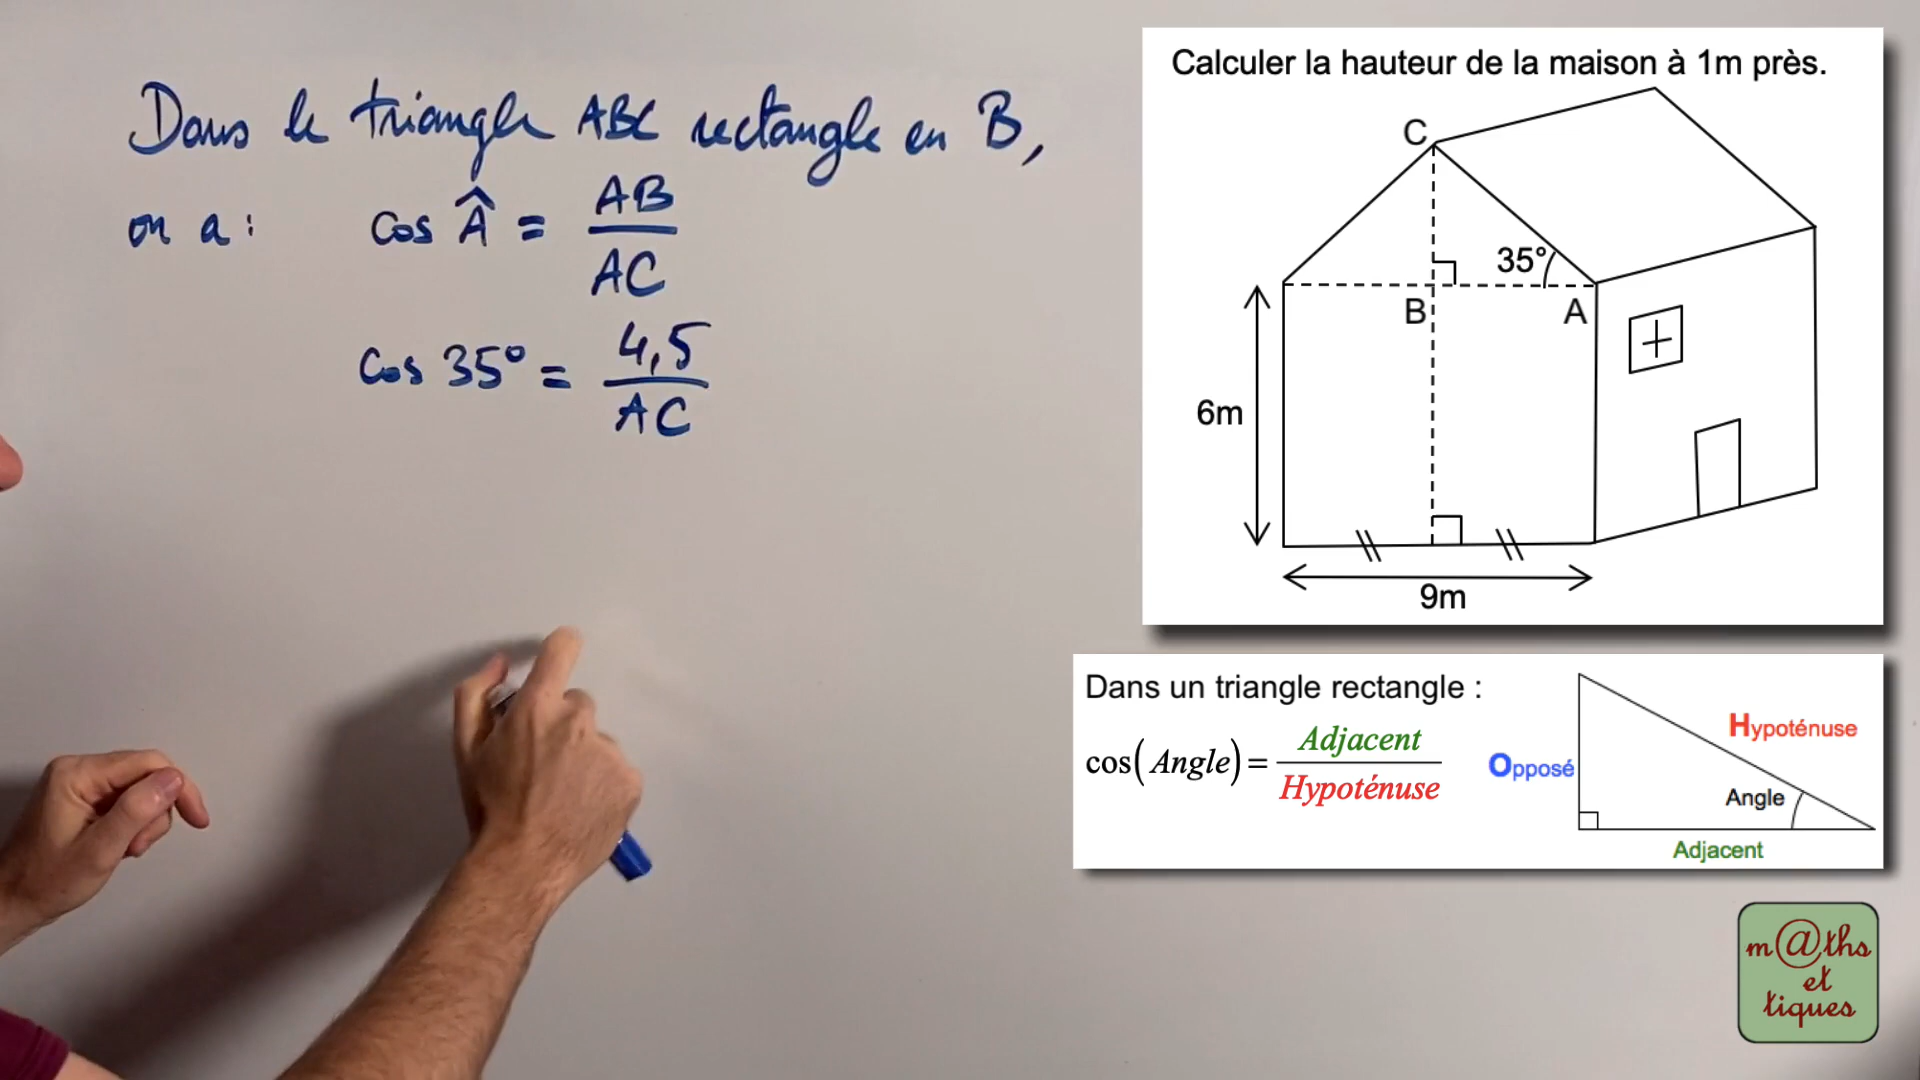 Dans le triangle ABC rectangle en B,
on a : cos Â = AB / AC
cos 35° = 4,5 / AC
Calculer la hauteur de la maison à 1m près.
C
35°
B
A
6m
9m
Dans un triangle rectangle :
cos(Angle) = Adjacent / Hypoténuse
Hypoténuse
Opposé
Angle
Adjacent
m@ths
et
tiques